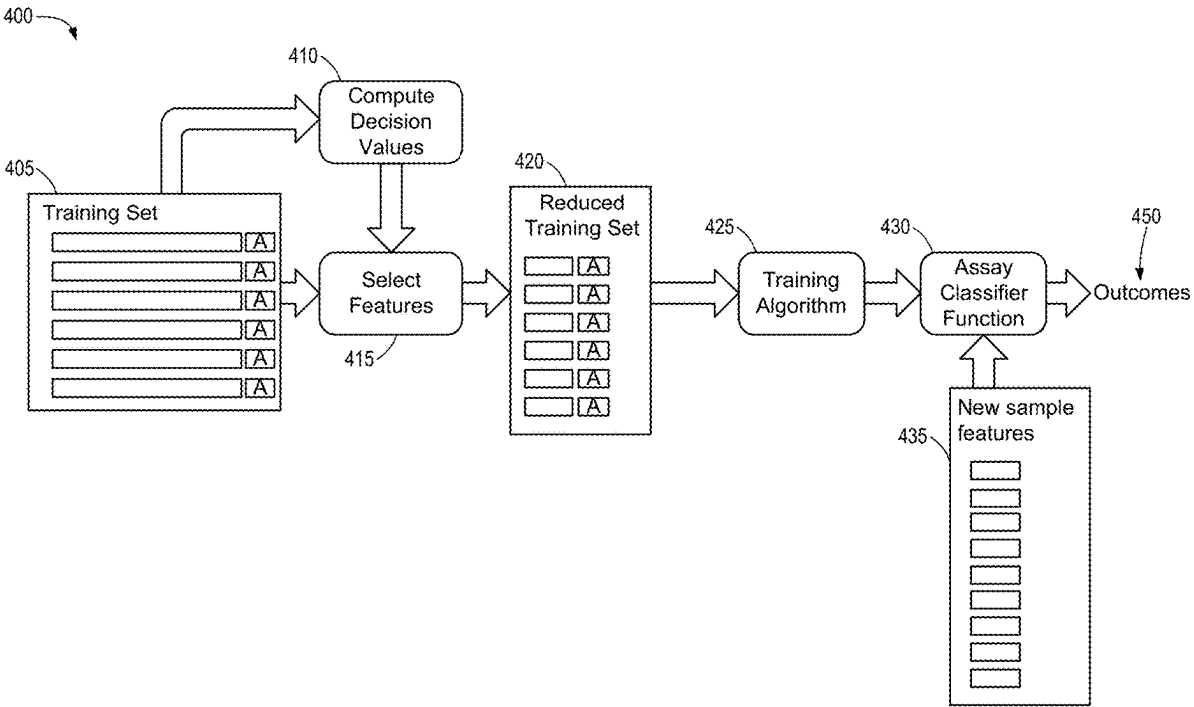 400
410
Compute
Decision
Values
405
Training Set
A
A
A
A
A
A
Select
Features
415
420
Reduced
Training Set
A
A
A
A
A
A
425
Training
Algorithm
430
Assay
Classifier
Function
450
Outcomes
435
New sample
features